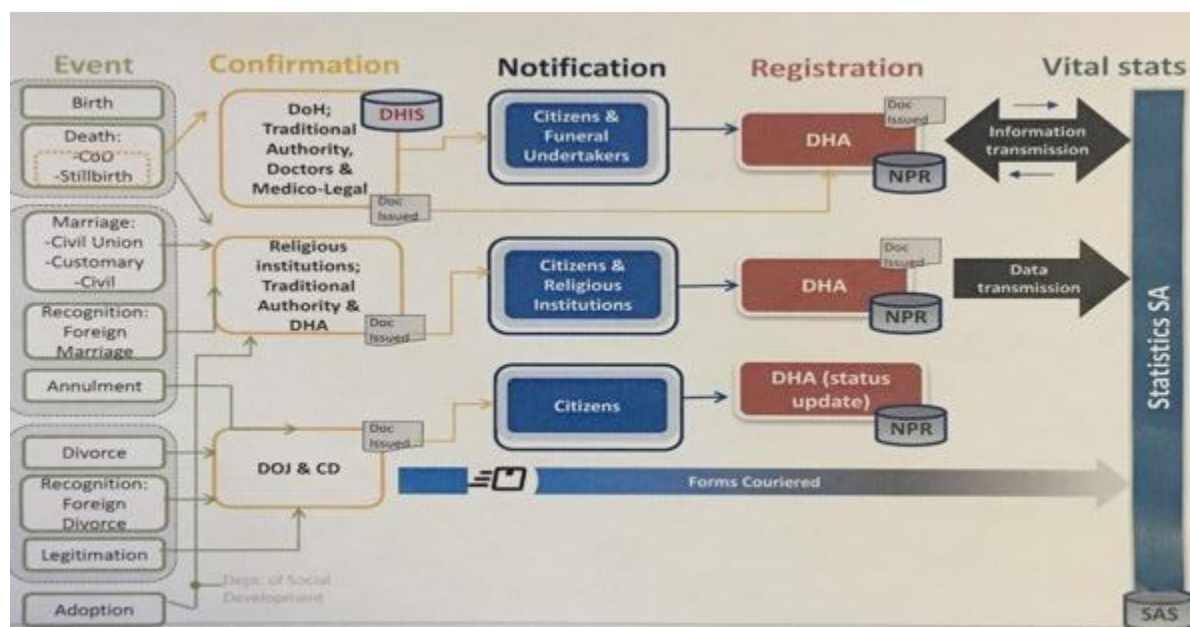 Event
Confirmation
Notification
Registration
Vital stats
Birth
Death:
-CoD
-Stillbirth
DoH;
Traditional
Authority,
Doctors &
Medico-Legal
DHIS
Doc
Issued
Citizens &
Funeral
Undertakers
DHA
Doc
Issued
NPR
Information
transmission
Marriage:
-Civil Union
-Customary
-Civil
Recognition:
Foreign
Marriage
Annulment
Religious
institutions;
Traditional
Authority &
DHA
Doc
Issued
Citizens &
Religious
Institutions
DHA
Doc
Issued
NPR
Data
transmission
Divorce
Recognition:
Foreign
Divorce
Legitimation
Adoption
DOJ & CD
Doc
Issued
Citizens
DHA (status
update)
NPR
Forms Couriered
Dept. of Social
Development
Statistics SA
SAS